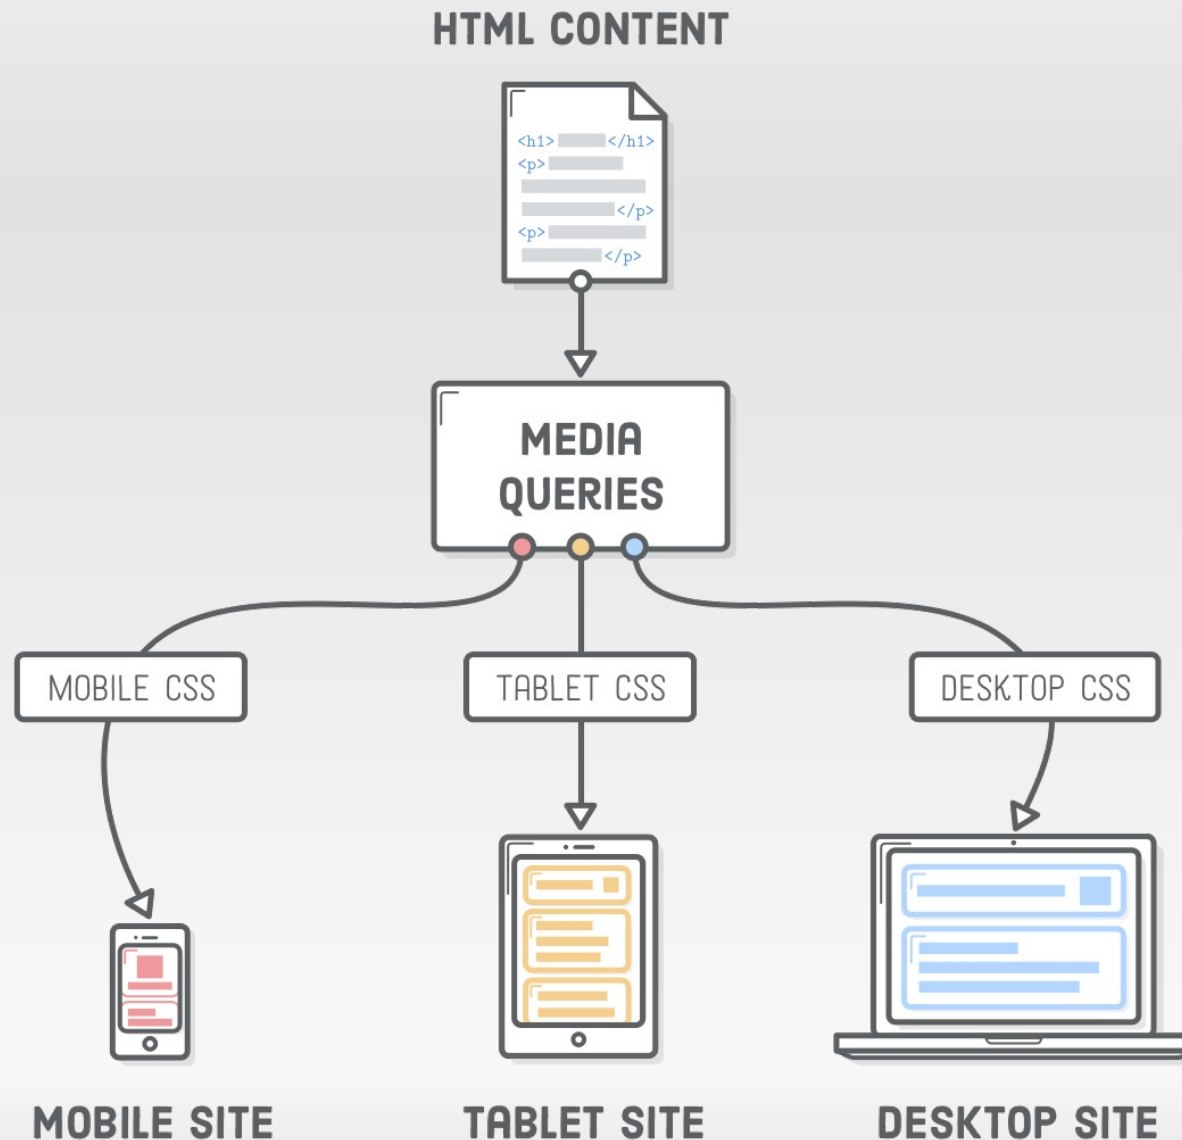 HTML CONTENT
<h1> </h1>
<p>
</p>
<p>
</p>
MEDIA
QUERIES
MOBILE CSS
TABLET CSS
DESKTOP CSS
MOBILE SITE
TABLET SITE
DESKTOP SITE